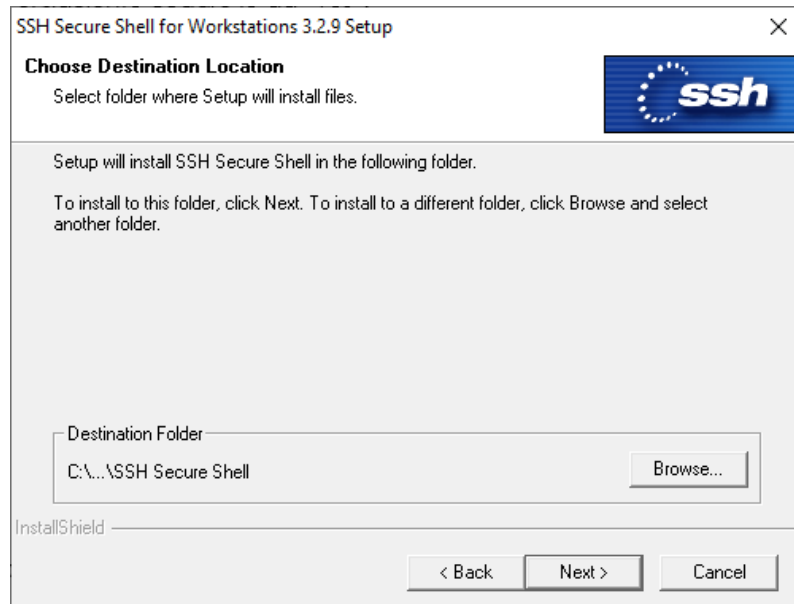 SSH Secure Shell for Workstations 3.2.9 Setup
Choose Destination Location
Select folder where Setup will install files.
ssh
Setup will install SSH Secure Shell in the following folder.
To install to this folder, click Next. To install to a different folder, click Browse and select
another folder.
Destination Folder
C:\...\SSH Secure Shell
Browse...
InstallShield
< Back
Next >
Cancel